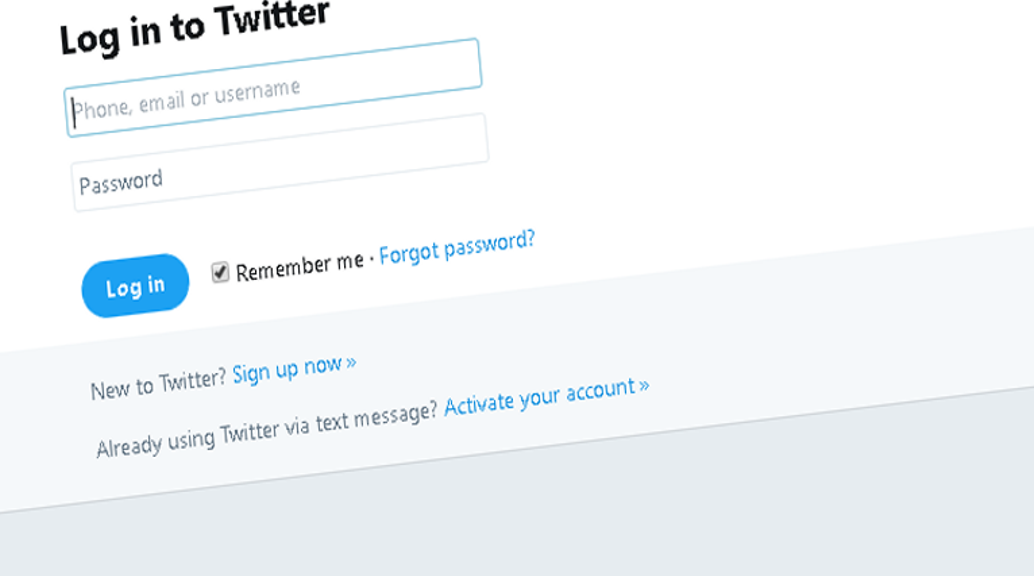 Log in to Twitter
Phone, email or username
Password
Log in Remember me · Forgot password?
New to Twitter? Sign up now »
Already using Twitter via text message? Activate your account »